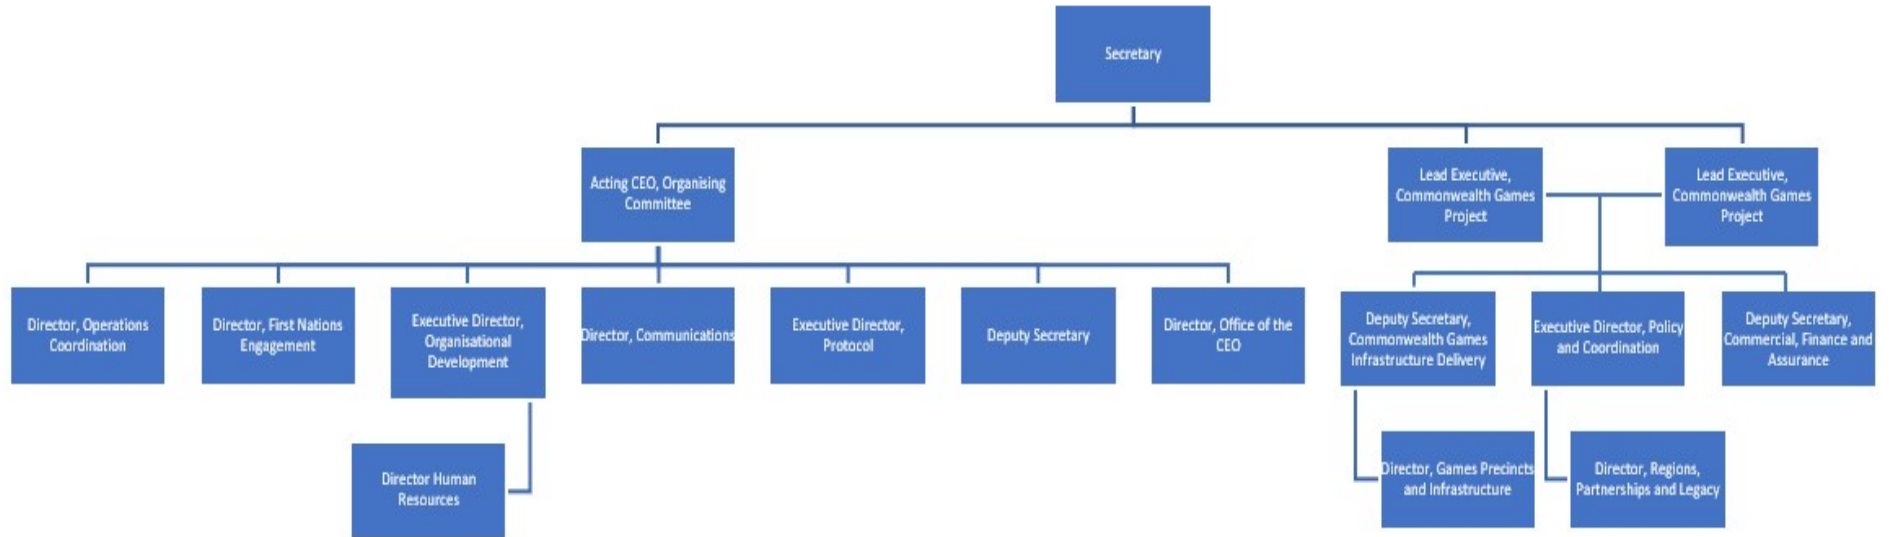 Secretary
Acting CEO, Organising
Committee
Lead Executive,
Commonwealth Games
Project
Lead Executive,
Commonwealth Games
Project
Director, Operations
Coordination
Director, First Nations
Engagement
Executive Director,
Organisational
Development
Director, Communications
Executive Director,
Protocol
Deputy Secretary
Director, Office of the
CEO
Deputy Secretary,
Commonwealth Games
Infrastructure Delivery
Executive Director, Policy
and Coordination
Deputy Secretary,
Commercial, Finance and
Assurance
Director Human
Resources
Director, Games Precincts
and Infrastructure
Director, Regions,
Partnerships and Legacy